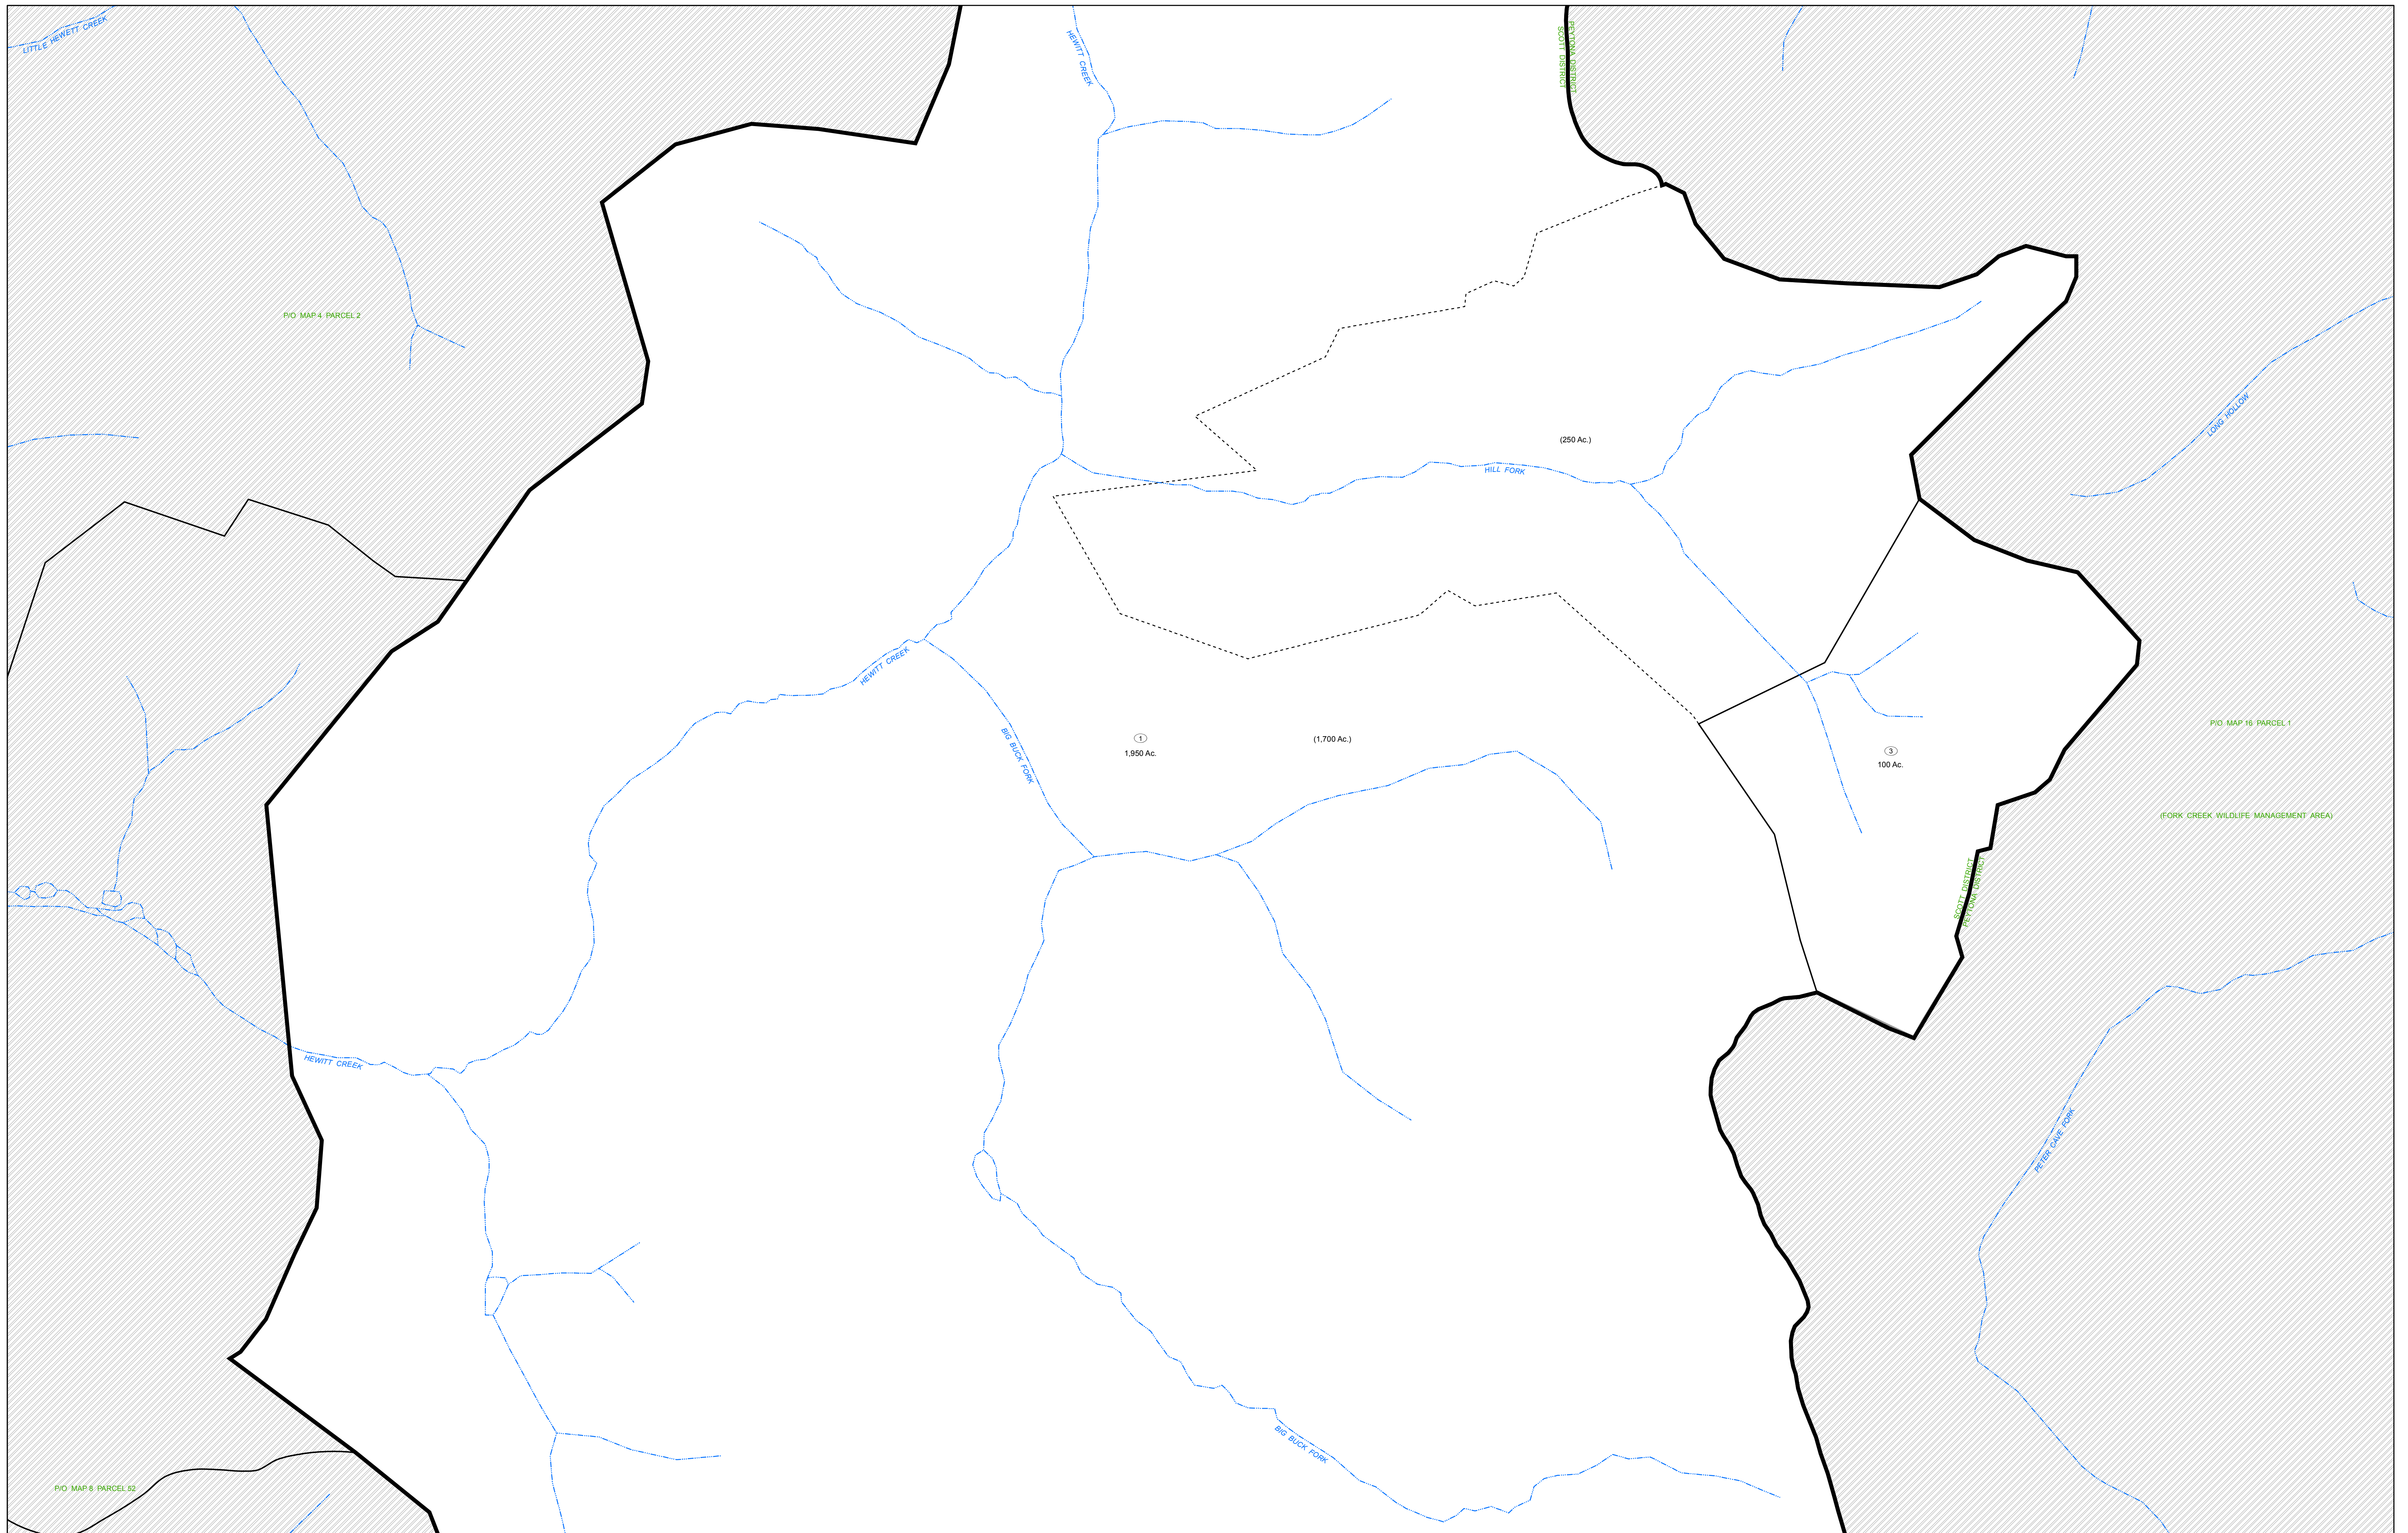 LITTLE HEWETT CREEK
HEWITT CREEK
PEYTONA DISTRICT
SCOTT DISTRICT
P/O MAP 4 PARCEL 2
LONG HOLLOW
(250 Ac.)
HILL FORK
HEWITT CREEK
BIG BUCK FORK
1
1,950 Ac.
(1,700 Ac.)
3
100 Ac.
P/O MAP 16 PARCEL 1
(FORK CREEK WILDLIFE MANAGEMENT AREA)
SCOTT DISTRICT
PEYTONA DISTRICT
HEWITT CREEK
PETER CAVE FORK
BIG BUCK FORK
P/O MAP 8 PARCEL 52